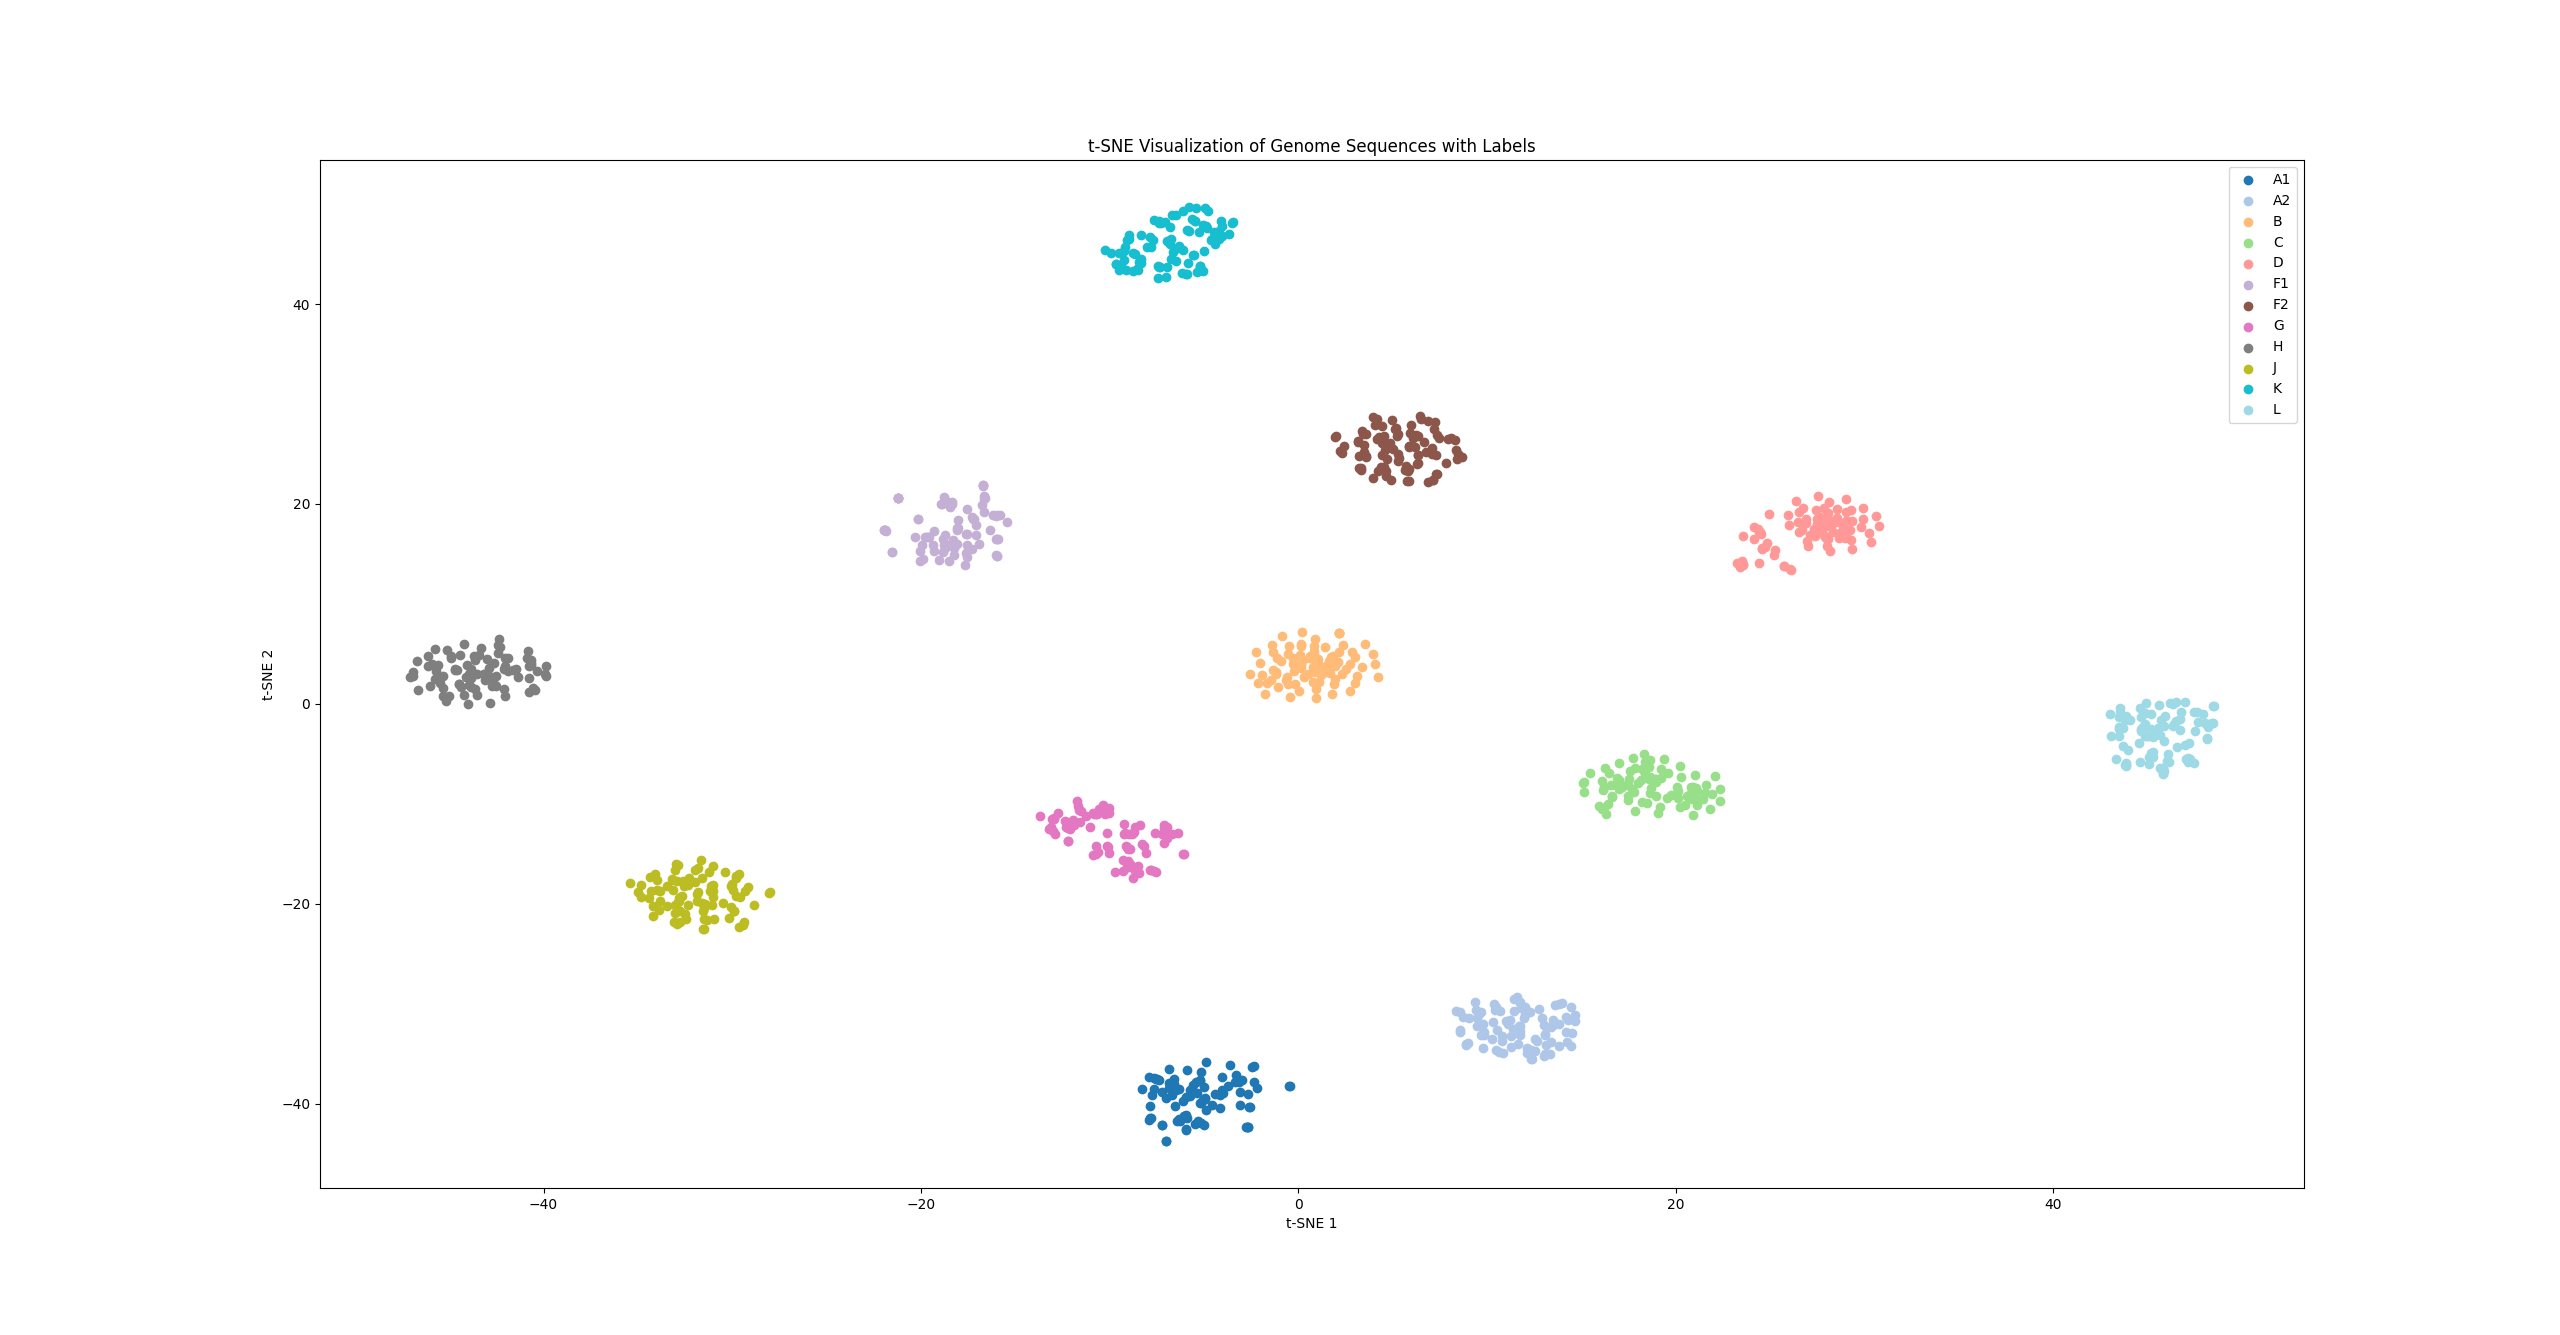 t-SNE Visualization of Genome Sequences with Labels
A1
A2
B
C
D
F1
F2
G
H
J
K
L
40
20
0
−20
−40
t-SNE 2
−40
−20
0
20
40
t-SNE 1